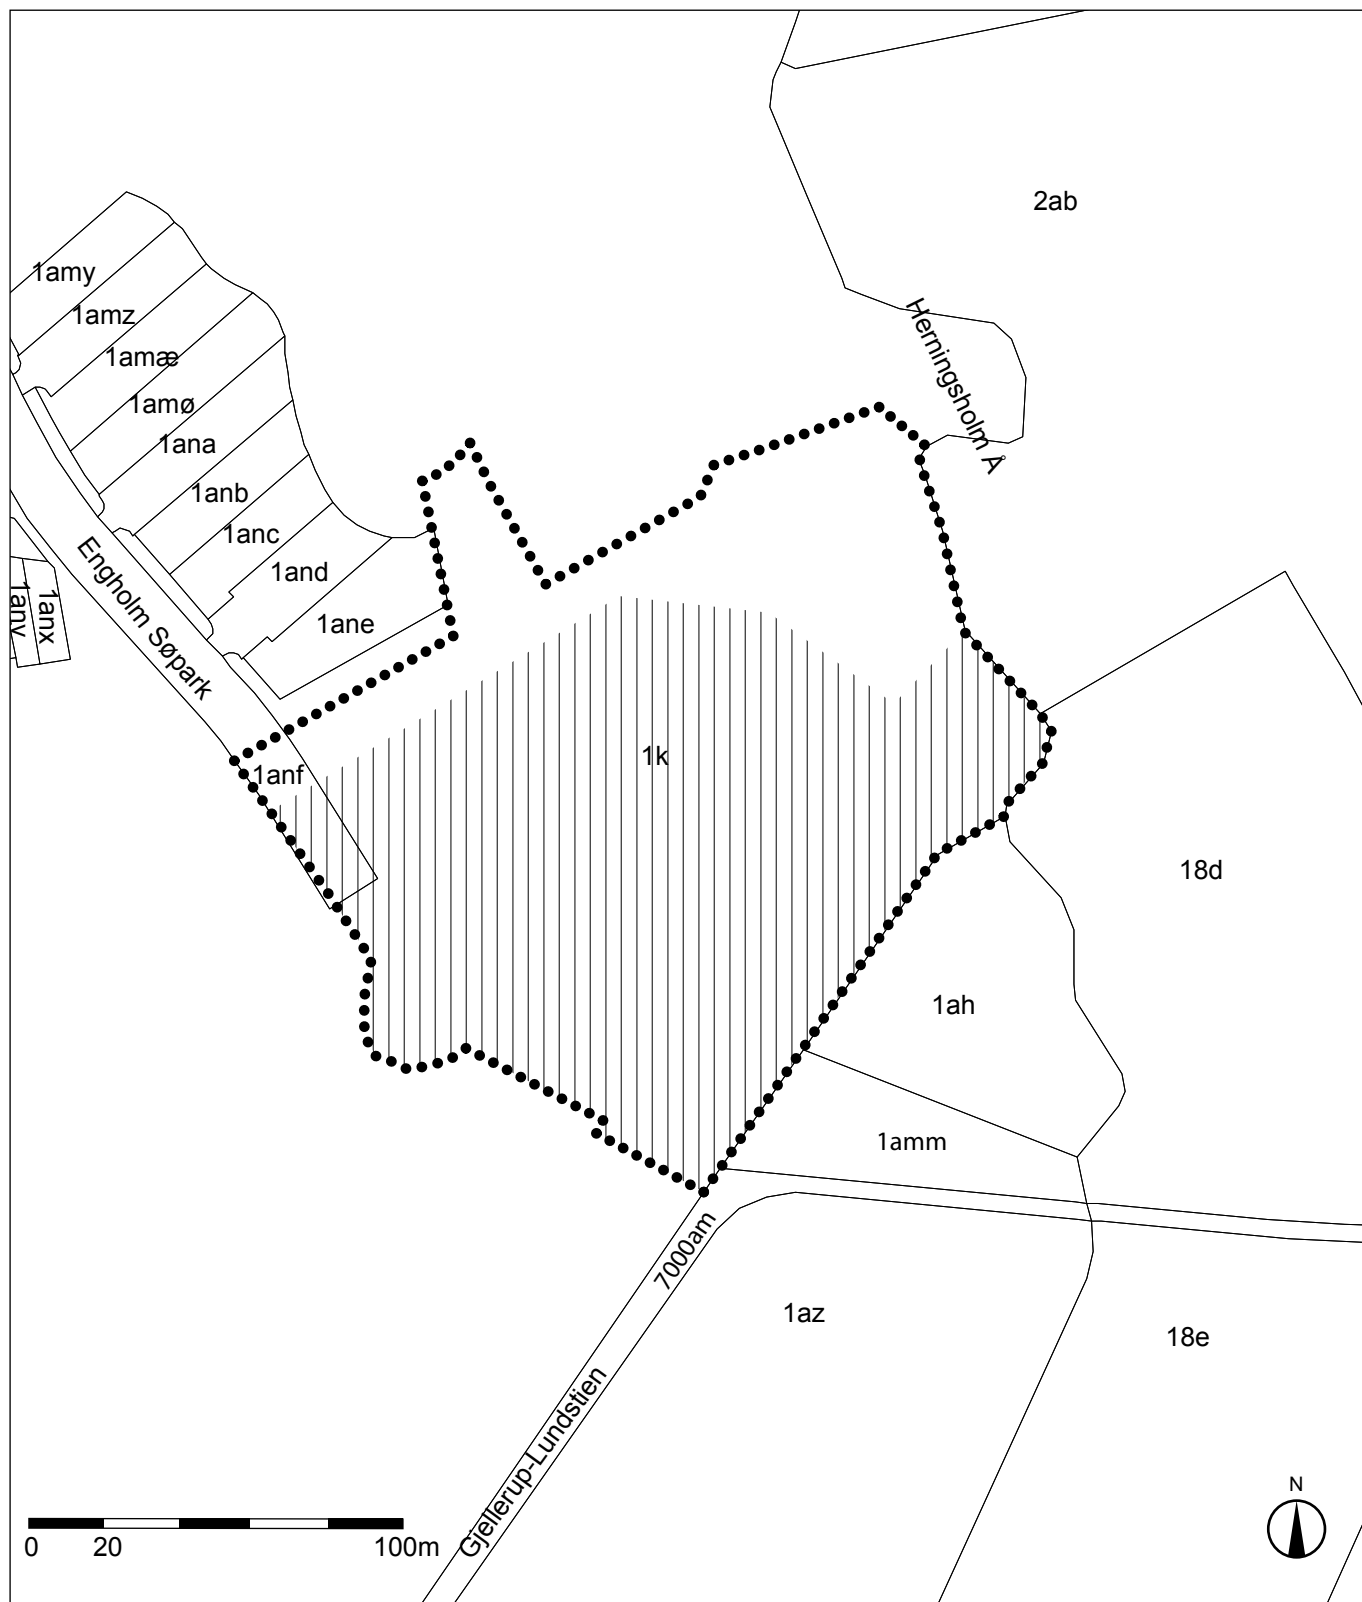 2ab
1amy
1amz
1amæ
1amø
1ana
1anb
1anc
1and
1ane
Herningsholm Å
Engholm Søpark
1anv
1anx
1anf
1k
18d
1ah
1amm
7000am
1az
18e
Gjellerup-Lundstien
N
0 20 100m